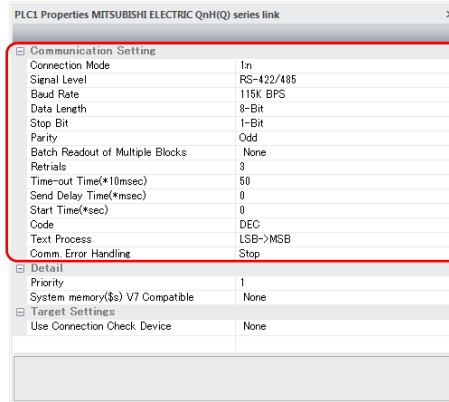 PLC1 Properties MITSUBISHI ELECTRIC QnH(Q) series link
Communication Setting
Connection Mode 1:n
Signal Level RS-422/485
Baud Rate 115K BPS
Data Length 8-Bit
Stop Bit 1-Bit
Parity Odd
Batch Readout of Multiple Blocks None
Retrials 3
Time-out Time(*10msec) 50
Send Delay Time(*msec) 0
Start Time(*sec) 0
Code DEC
Text Process LSB->MSB
Comm. Error Handling Stop
Detail
Priority 1
System memory($s) V7 Compatible None
Target Settings
Use Connection Check Device None